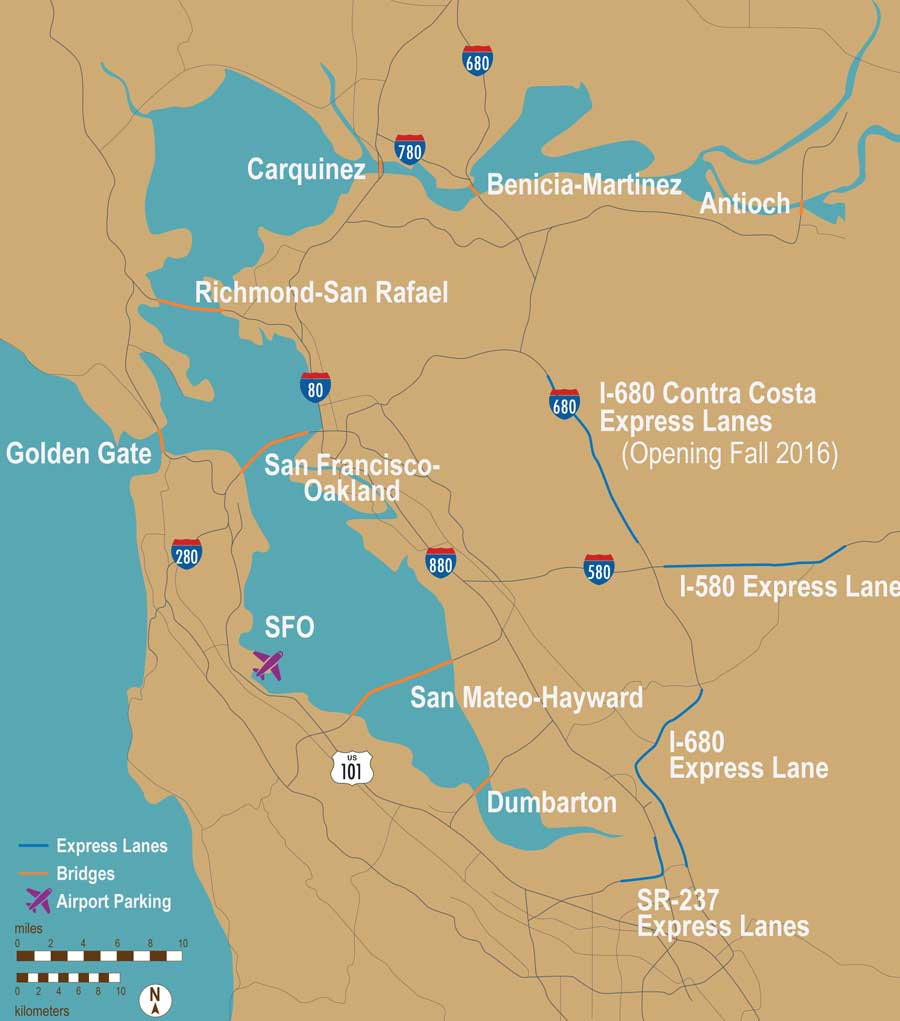 680
780
Carquinez
Benicia-Martinez
Antioch
Richmond-San Rafael
80
680
I-680 Contra Costa
Express Lanes
(Opening Fall 2016)
Golden Gate
San Francisco-
Oakland
280
880
580
I-580 Express Lane
SFO
San Mateo-Hayward
I-680
Express Lane
US
101
Dumbarton
SR-237
Express Lanes
Express Lanes
Bridges
Airport Parking
miles
0 2 4 6 8 10
0 2 4 6 8 10
kilometers
N